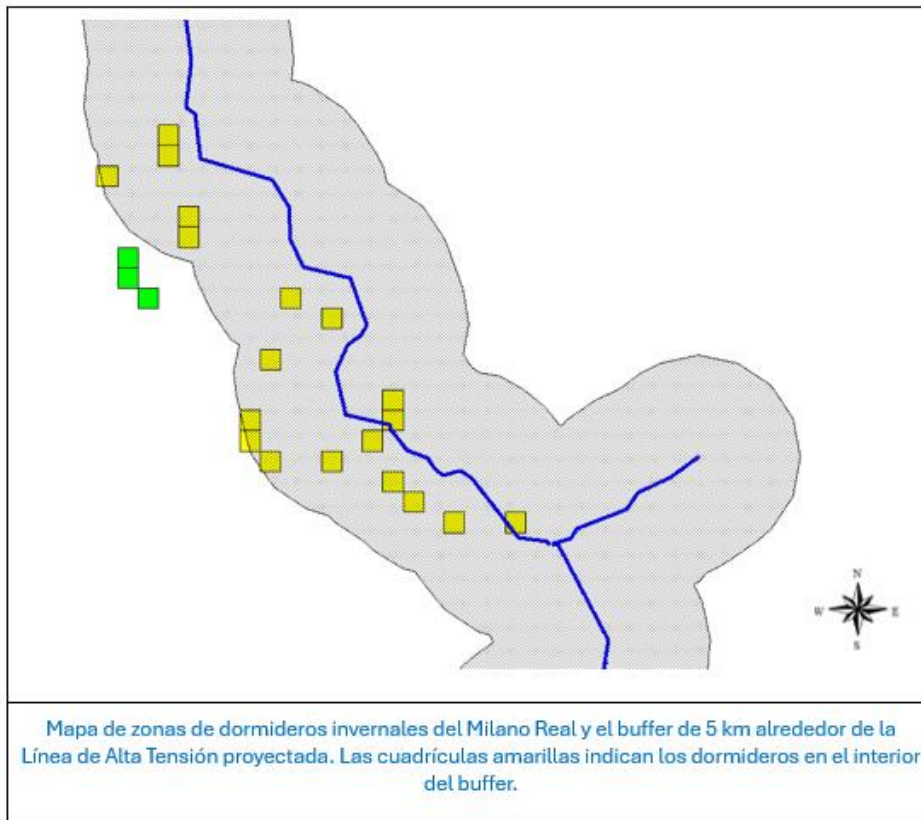 N
W E
S
Mapa de zonas de dormideros invernales del Milano Real y el buffer de 5 km alrededor de la
Línea de Alta Tensión proyectada. Las cuadrículas amarillas indican los dormideros en el interior
del buffer.